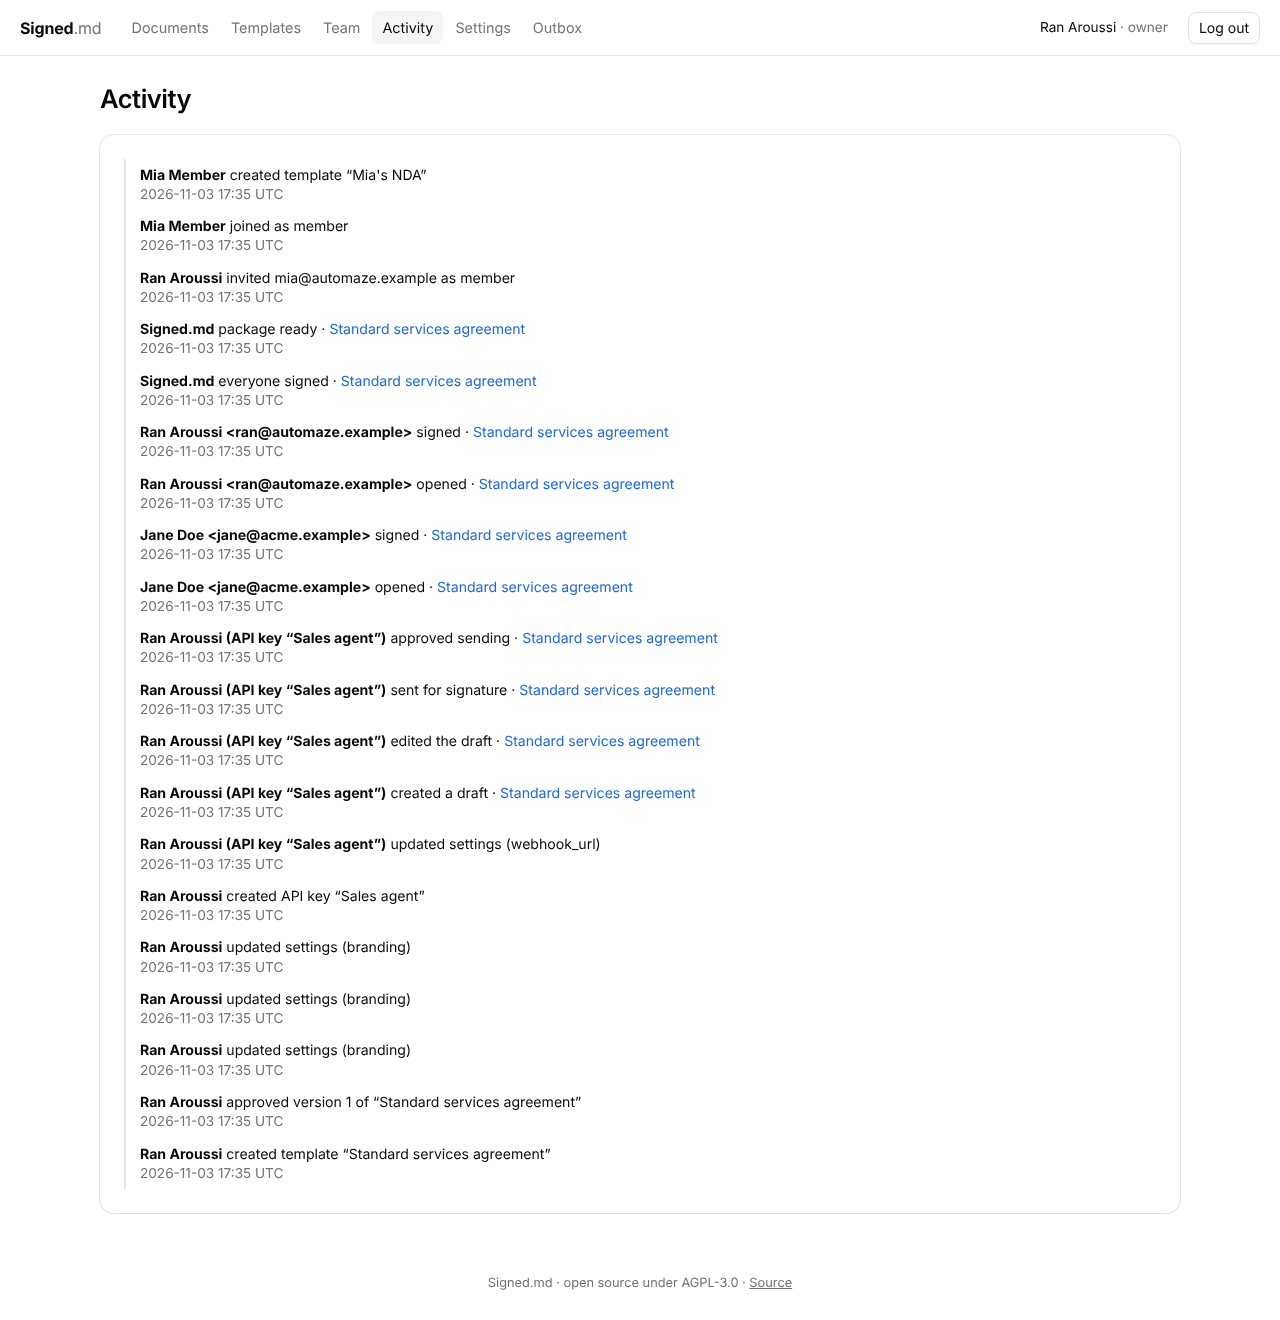 Signed.md Documents Templates Team Activity Settings Outbox Ran Aroussi · owner Log out
Activity
Mia Member created template “Mia's NDA”
2026-11-03 17:35 UTC
Mia Member joined as member
2026-11-03 17:35 UTC
Ran Aroussi invited mia@automaze.example as member
2026-11-03 17:35 UTC
Signed.md package ready · Standard services agreement
2026-11-03 17:35 UTC
Signed.md everyone signed · Standard services agreement
2026-11-03 17:35 UTC
Ran Aroussi <ran@automaze.example> signed · Standard services agreement
2026-11-03 17:35 UTC
Ran Aroussi <ran@automaze.example> opened · Standard services agreement
2026-11-03 17:35 UTC
Jane Doe <jane@acme.example> signed · Standard services agreement
2026-11-03 17:35 UTC
Jane Doe <jane@acme.example> opened · Standard services agreement
2026-11-03 17:35 UTC
Ran Aroussi (API key “Sales agent”) approved sending · Standard services agreement
2026-11-03 17:35 UTC
Ran Aroussi (API key “Sales agent”) sent for signature · Standard services agreement
2026-11-03 17:35 UTC
Ran Aroussi (API key “Sales agent”) edited the draft · Standard services agreement
2026-11-03 17:35 UTC
Ran Aroussi (API key “Sales agent”) created a draft · Standard services agreement
2026-11-03 17:35 UTC
Ran Aroussi (API key “Sales agent”) updated settings (webhook_url)
2026-11-03 17:35 UTC
Ran Aroussi created API key “Sales agent”
2026-11-03 17:35 UTC
Ran Aroussi updated settings (branding)
2026-11-03 17:35 UTC
Ran Aroussi updated settings (branding)
2026-11-03 17:35 UTC
Ran Aroussi updated settings (branding)
2026-11-03 17:35 UTC
Ran Aroussi approved version 1 of “Standard services agreement”
2026-11-03 17:35 UTC
Ran Aroussi created template “Standard services agreement”
2026-11-03 17:35 UTC
Signed.md · open source under AGPL-3.0 · Source